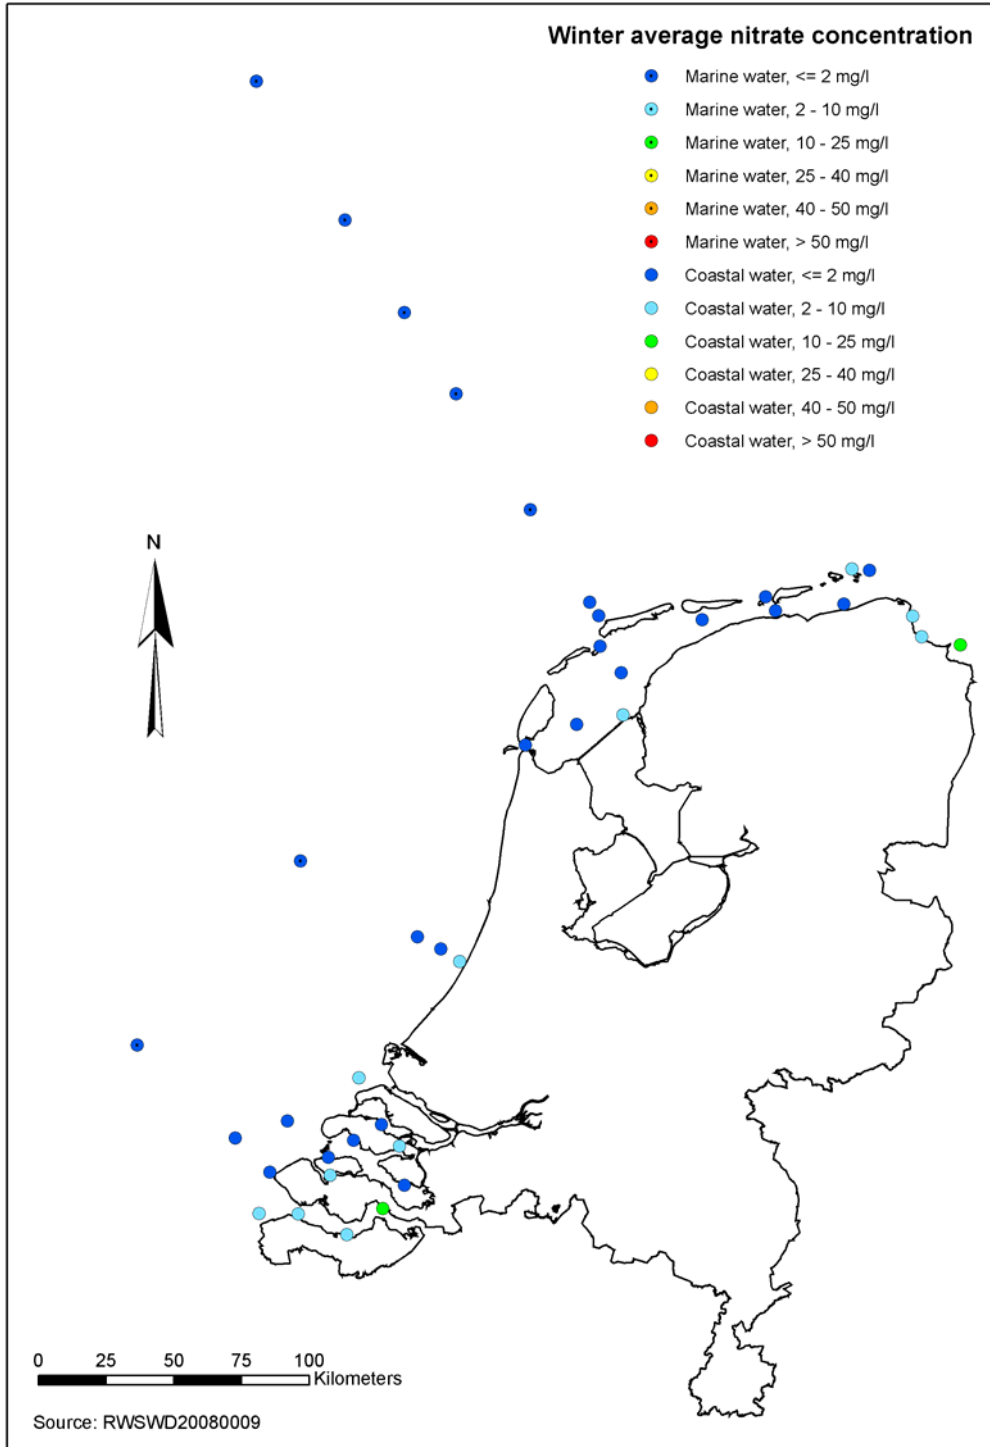 Winter average nitrate concentration
Marine water, <= 2 mg/l
Marine water, 2 - 10 mg/l
Marine water, 10 - 25 mg/l
Marine water, 25 - 40 mg/l
Marine water, 40 - 50 mg/l
Marine water, > 50 mg/l
Coastal water, <= 2 mg/l
Coastal water, 2 - 10 mg/l
Coastal water, 10 - 25 mg/l
Coastal water, 25 - 40 mg/l
Coastal water, 40 - 50 mg/l
Coastal water, > 50 mg/l
N
0 25 50 75 100
Kilometers
Source: RWSWD20080009